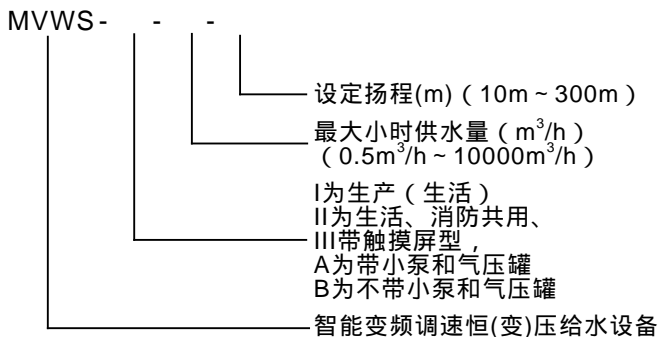 MVWS- - -
设定扬程(m)（10m～300m）
最大小时供水量（m³/h）
（0.5m³/h～10000m³/h）
I为生产（生活）
II为生活、消防共用、
III带触摸屏型，
A为带小泵和气压罐
B为不带小泵和气压罐
智能变频调速恒(变)压给水设备